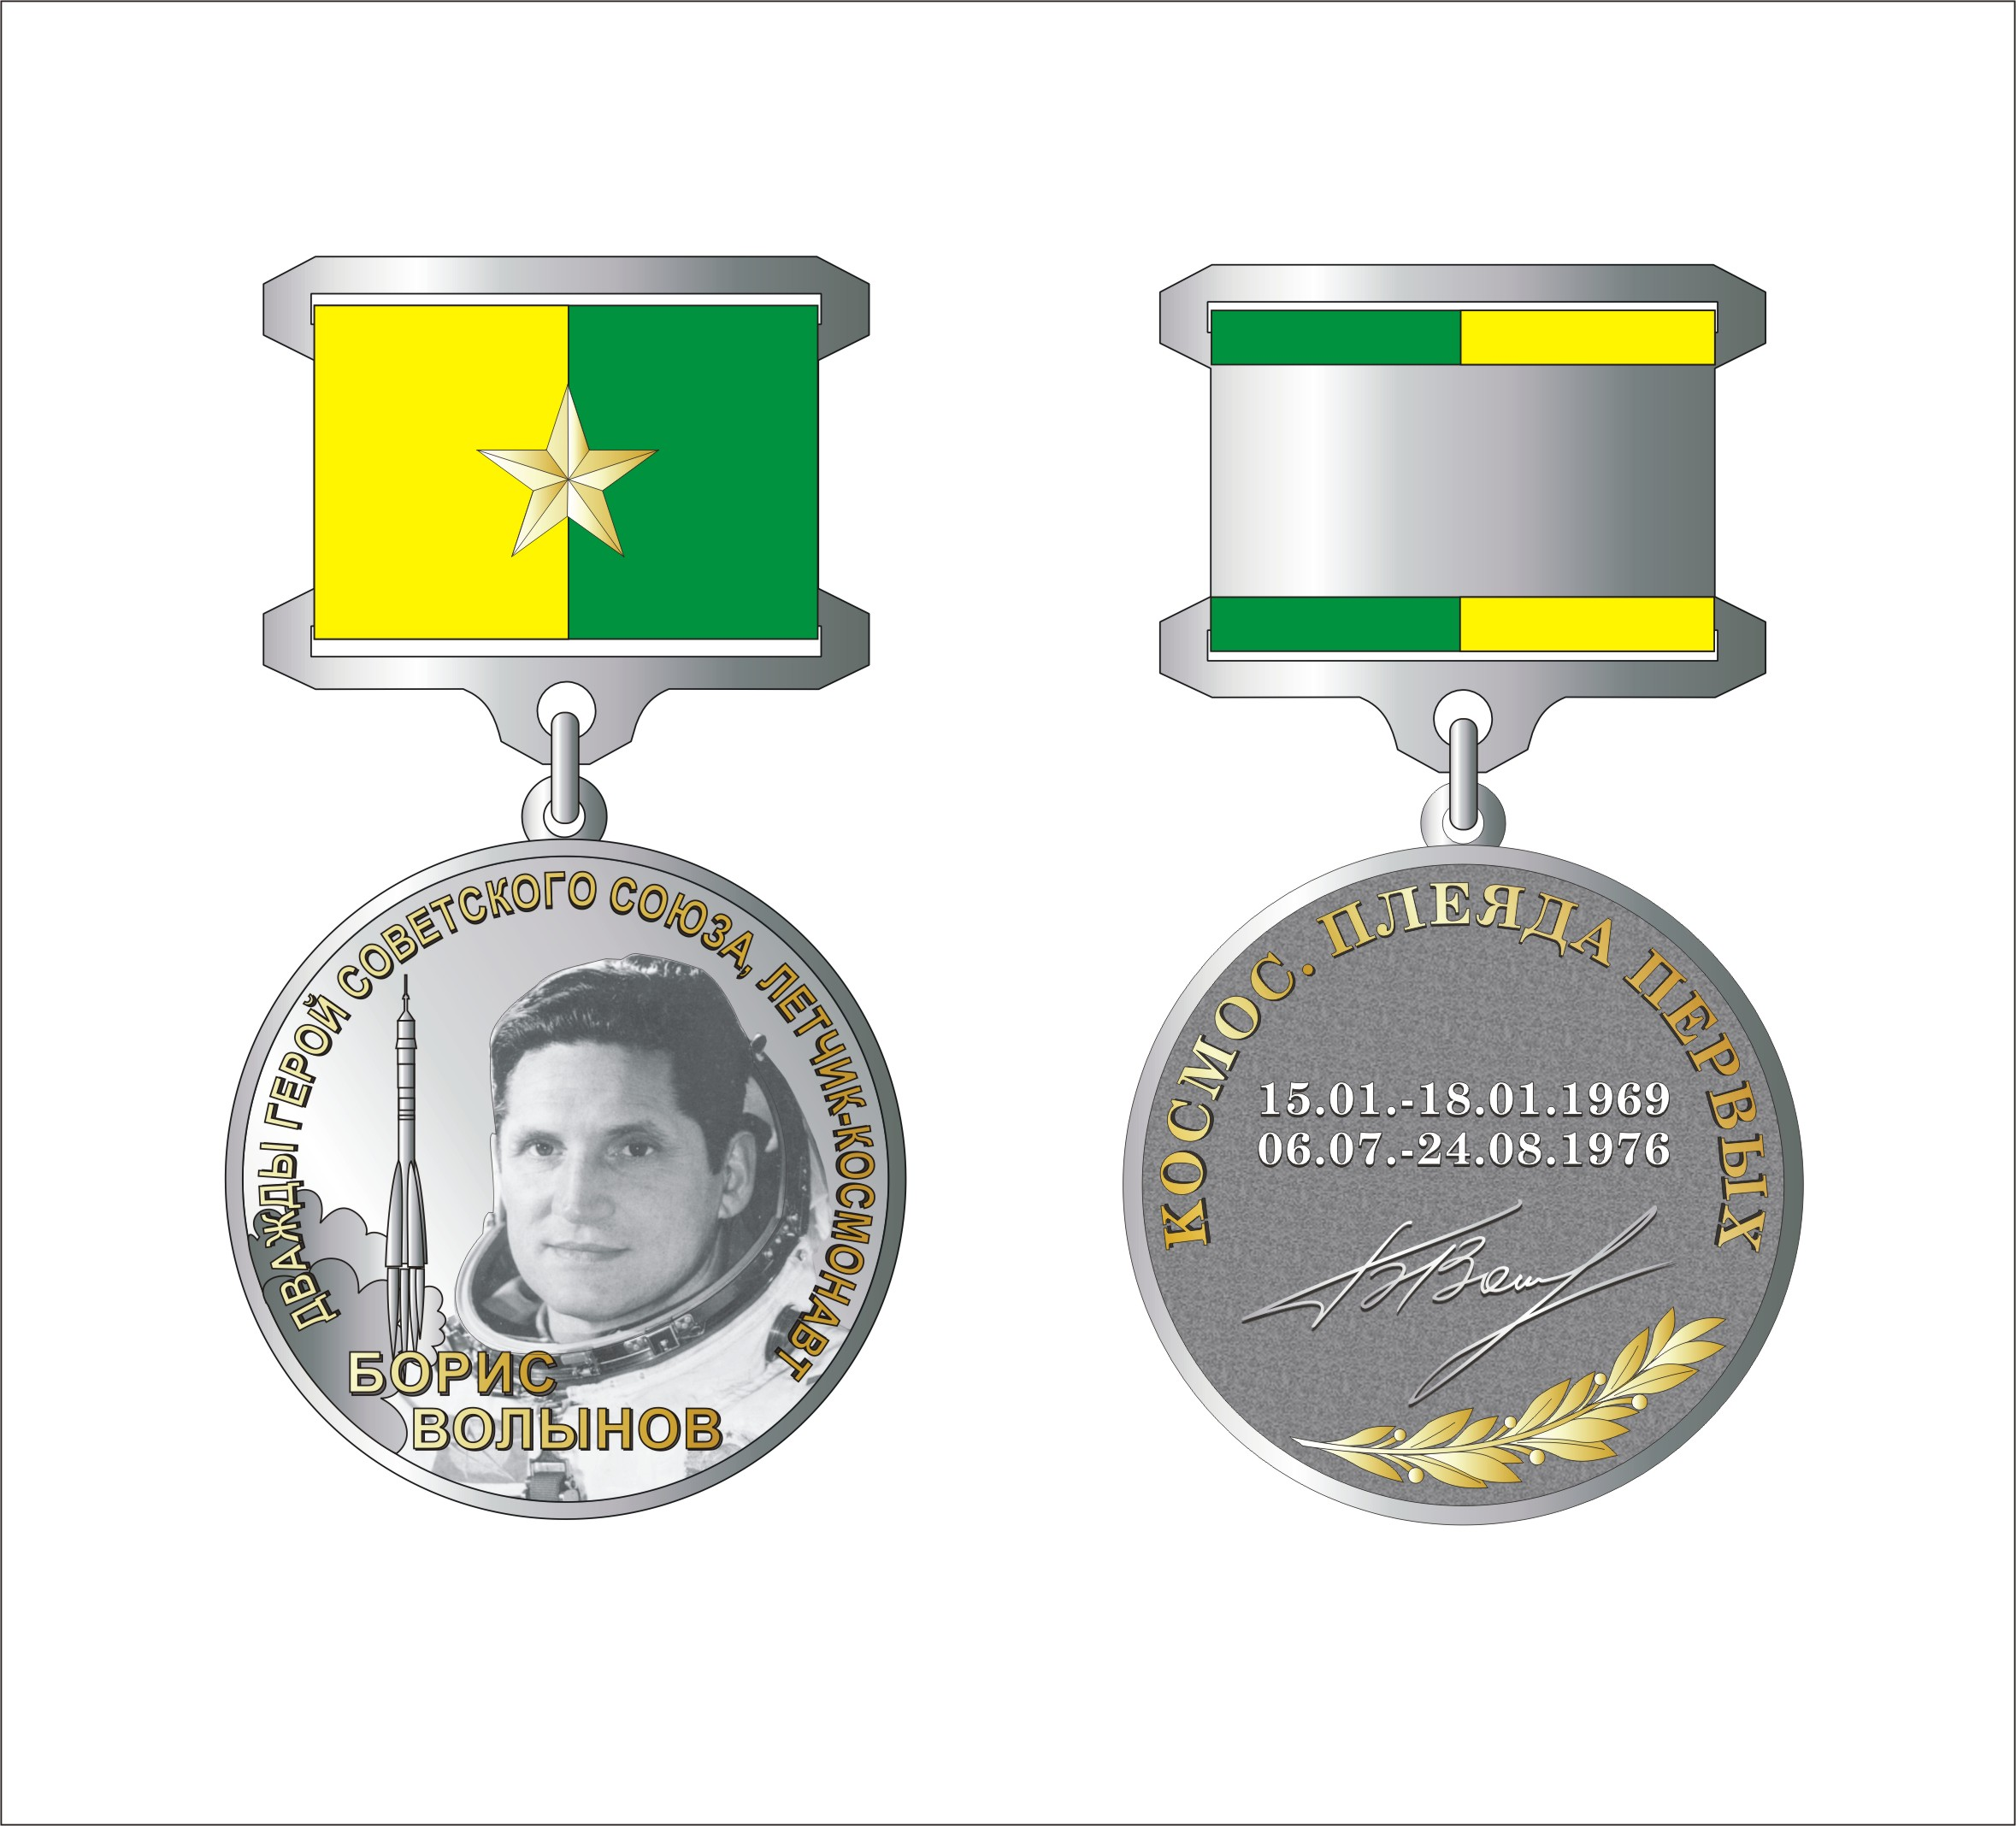 ДВАЖДЫ ГЕРОЙ СОВЕТСКОГО СОЮЗА, ЛЕТЧИК-КОСМОНАВТ
БОРИС
ВОЛЫНОВ
КОСМОС. ПЛЕЯДА ПЕРВЫХ
15.01.-18.01.1969
06.07.-24.08.1976